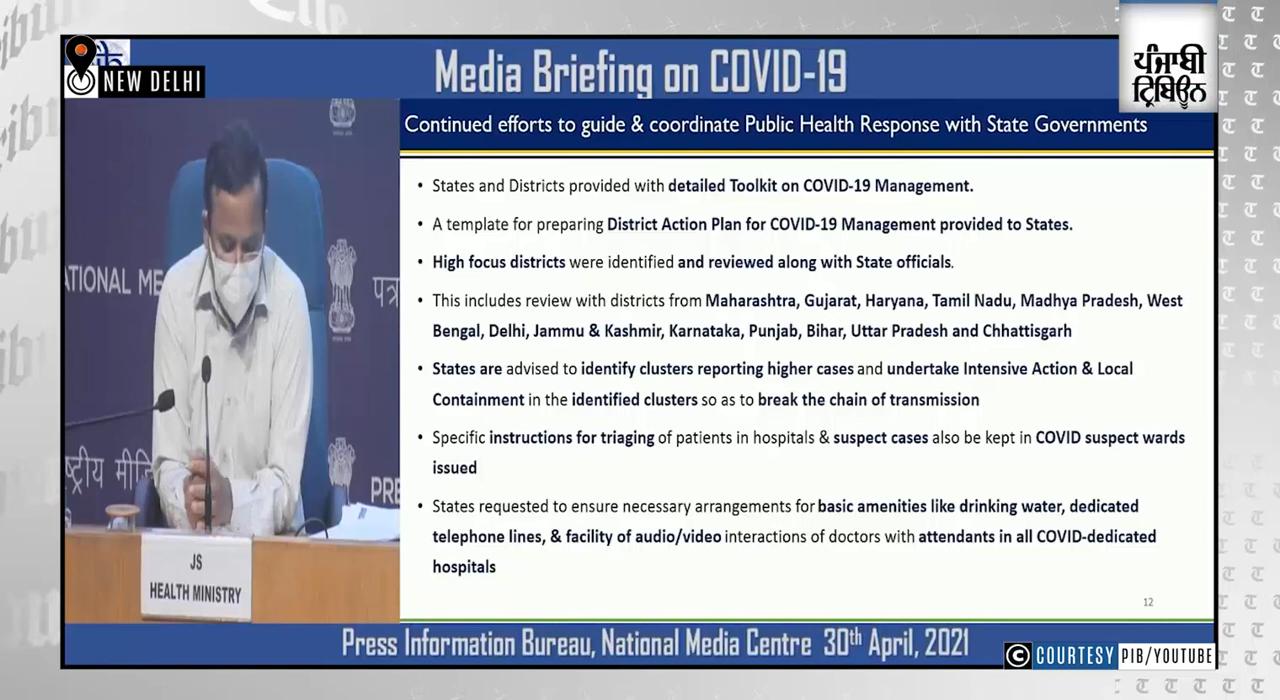 NEW DELHI
Media Briefing on COVID-19
ਪੰਜਾਬੀ
ਟ੍ਰਿਬਿਊਨ
Continued efforts to guide & coordinate Public Health Response with State Governments
• States and Districts provided with detailed Toolkit on COVID-19 Management.
• A template for preparing District Action Plan for COVID-19 Management provided to States.
• High focus districts were identified and reviewed along with State officials.
• This includes review with districts from Maharashtra, Gujarat, Haryana, Tamil Nadu, Madhya Pradesh, West
Bengal, Delhi, Jammu & Kashmir, Karnataka, Punjab, Bihar, Uttar Pradesh and Chhattisgarh
• States are advised to identify clusters reporting higher cases and undertake Intensive Action & Local
Containment in the identified clusters so as to break the chain of transmission
• Specific instructions for triaging of patients in hospitals & suspect cases also be kept in COVID suspect wards
issued
• States requested to ensure necessary arrangements for basic amenities like drinking water, dedicated
telephone lines, & facility of audio/video interactions of doctors with attendants in all COVID-dedicated
hospitals
12
ATIONAL ME
पत्र
ष्ट्रीय मीडि
PRE
JS
HEALTH MINISTRY
Press Information Bureau, National Media Centre 30th April, 2021
© COURTESY PIB/YOUTUBE